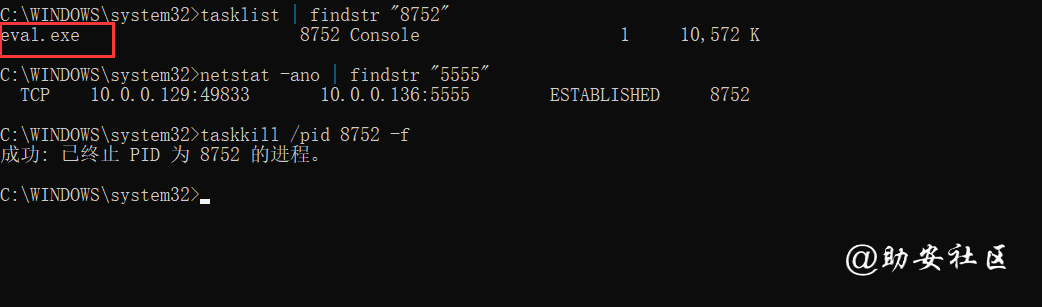 C:\WINDOWS\system32>tasklist | findstr "8752"
eval.exe                      8752 Console                    1     10,572 K
C:\WINDOWS\system32>netstat -ano | findstr "5555"
  TCP    10.0.0.129:49833       10.0.0.136:5555        ESTABLISHED     8752
C:\WINDOWS\system32>taskkill /pid 8752 -f
成功: 已终止 PID 为 8752 的进程。
C:\WINDOWS\system32>
@助安社区